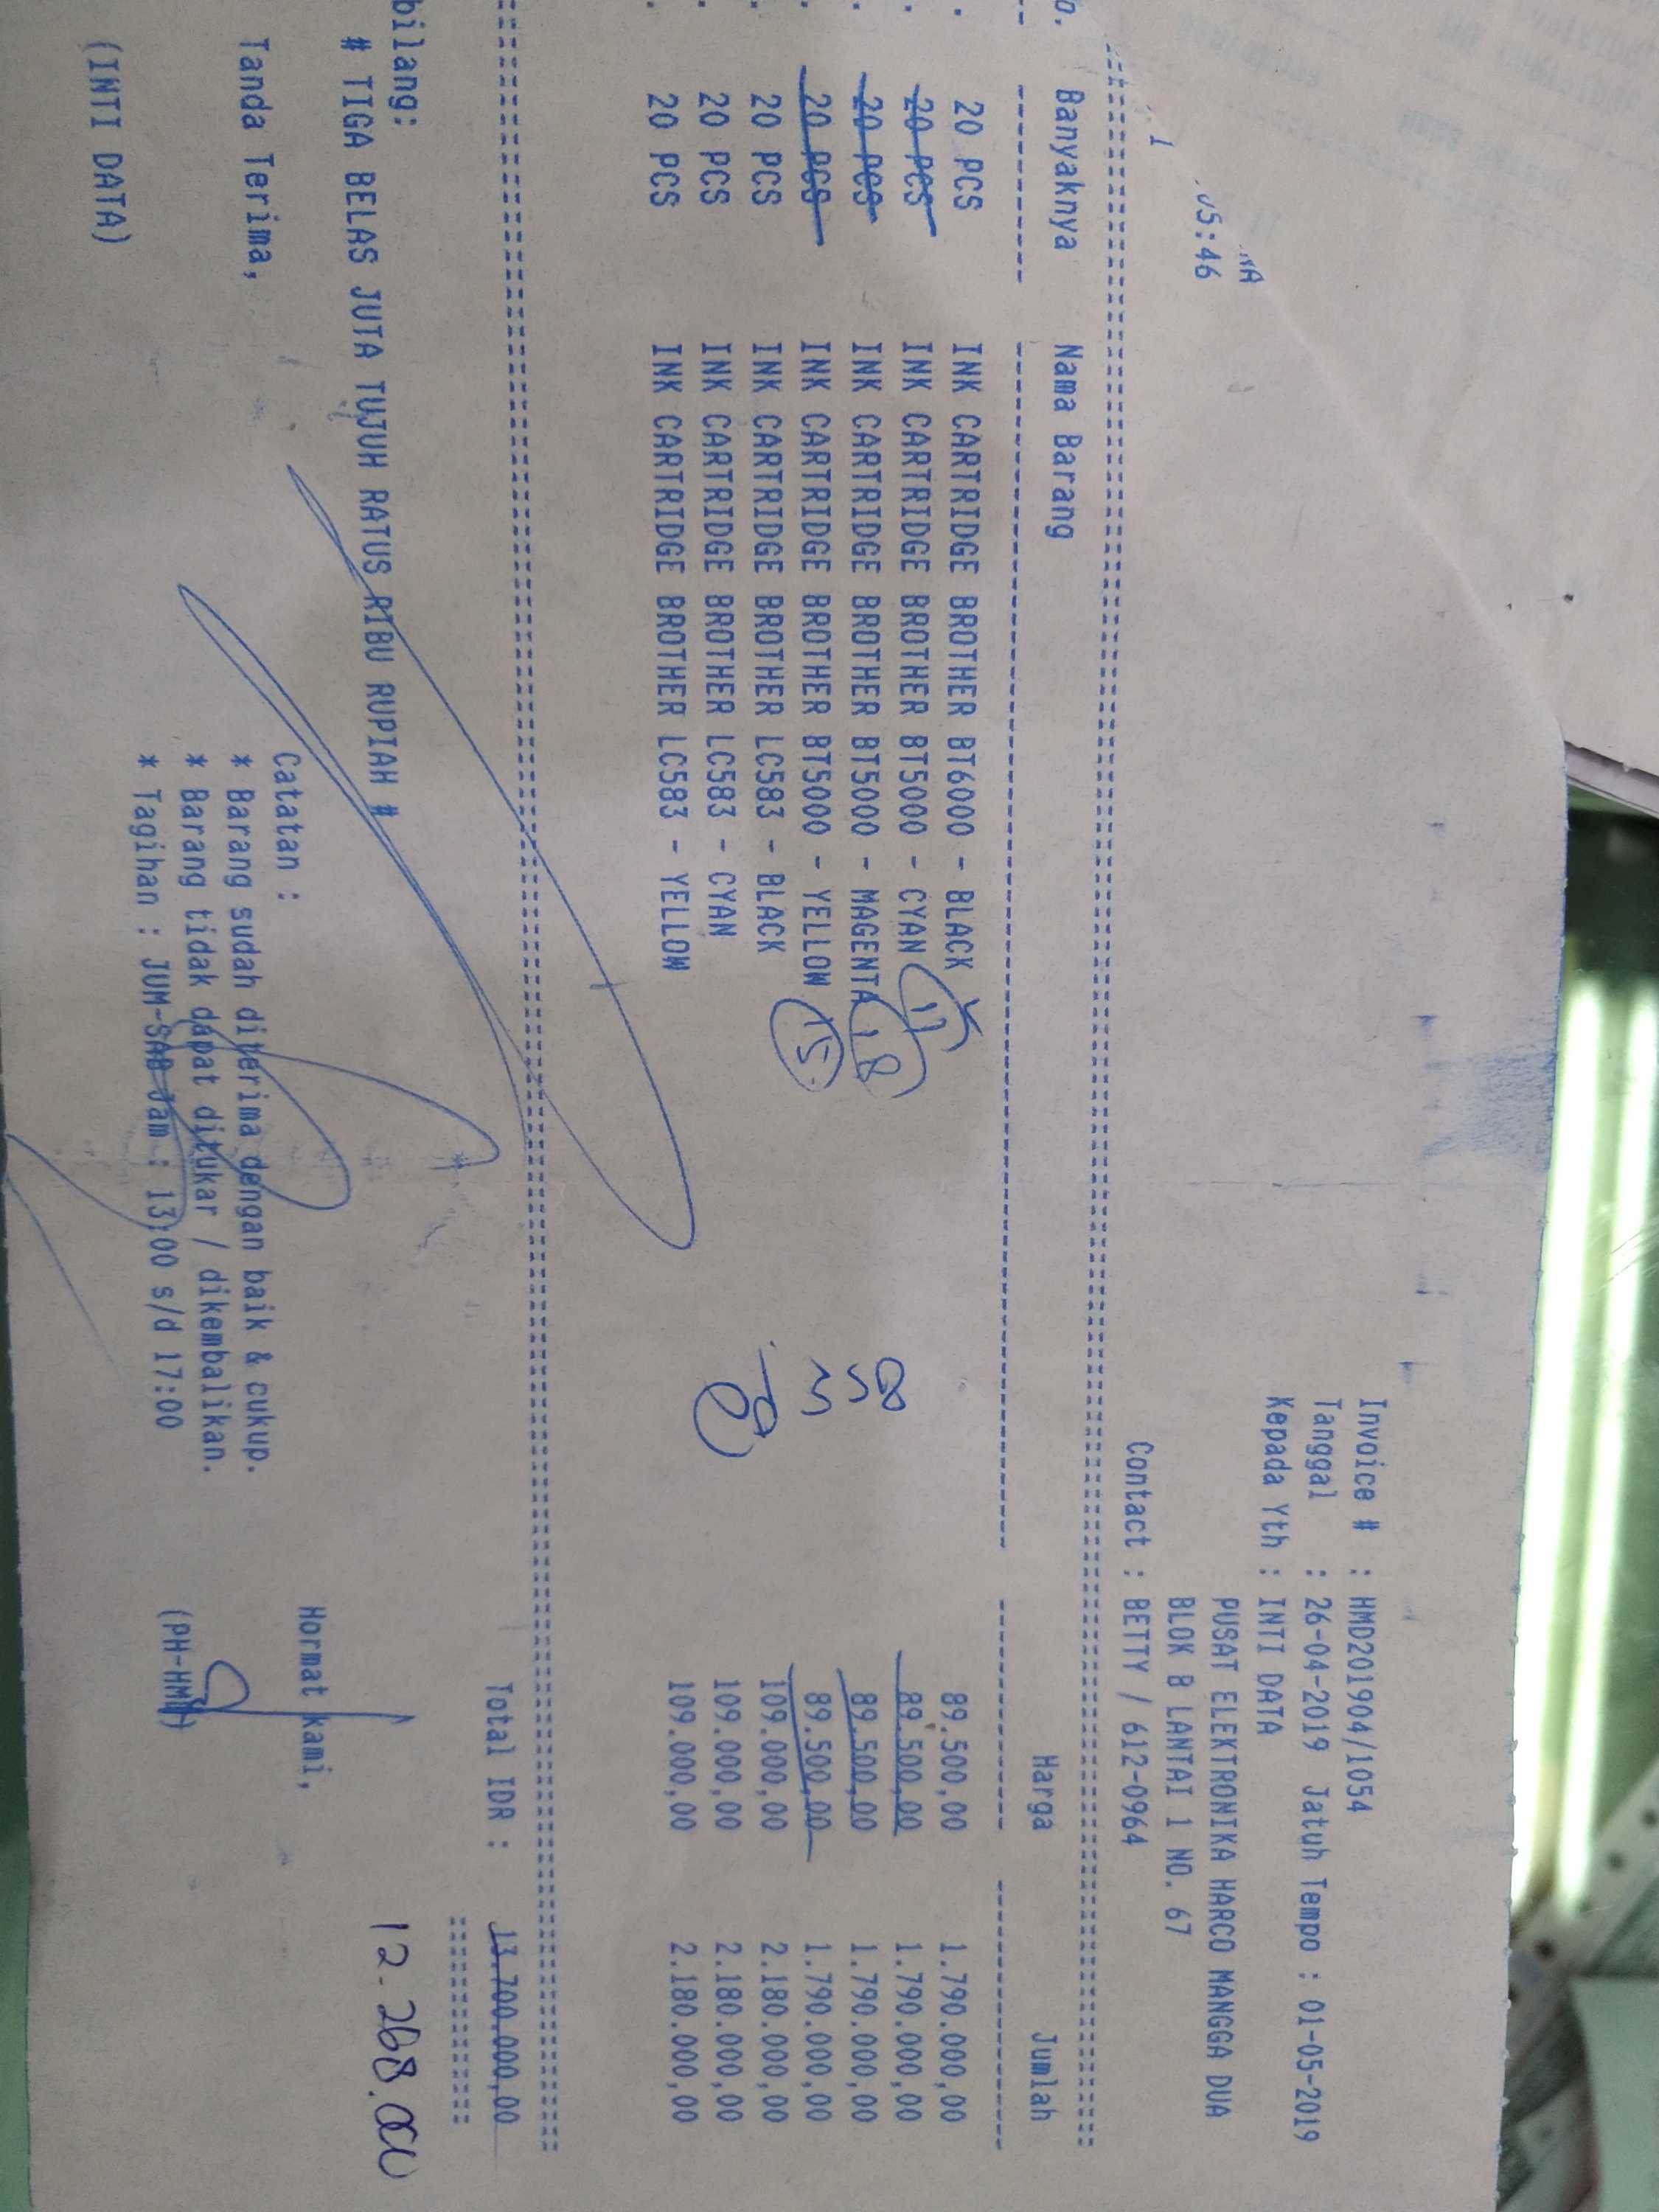 Invoice # : HMD201904/1054
Tanggal : 26-04-2019 Jatuh Tempo : 01-05-2019
Kepada Yth : INTI DATA
PUSAT ELEKTRONIKA HARCO MANGGA DUA
BLOK B LANTAI 1 NO. 67
Contact : BETTY / 612-0964
05:46
1
Banyaknya Nama Barang Harga Jumlah
20 PCS INK CARTRIDGE BROTHER BT6000 - BLACK 89.500,00 1.790.000,00
20 PCS INK CARTRIDGE BROTHER BT5000 - CYAN 11 89.500,00 1.790.000,00
20 PCS INK CARTRIDGE BROTHER BT5000 - MAGENTA 18 89.500,00 1.790.000,00
20 PCS INK CARTRIDGE BROTHER BT5000 - YELLOW 15 89.500,00 1.790.000,00
20 PCS INK CARTRIDGE BROTHER LC583 - BLACK 109.000,00 2.180.000,00
20 PCS INK CARTRIDGE BROTHER LC583 - CYAN 109.000,00 2.180.000,00
20 PCS INK CARTRIDGE BROTHER LC583 - YELLOW 109.000,00 2.180.000,00
Total IDR : 13.700.000,00
bilang:
# TIGA BELAS JUTA TUJUH RATUS RIBU RUPIAH #
12.268.000
Tanda Terima,
Catatan :
* Barang sudah diterima dengan baik & cukup.
* Barang tidak dapat ditukar / dikembalikan.
* Tagihan : JUM-SAB Jam : 13:00 s/d 17:00
Hormat kami,
(INTI DATA)
(PH-HMD)